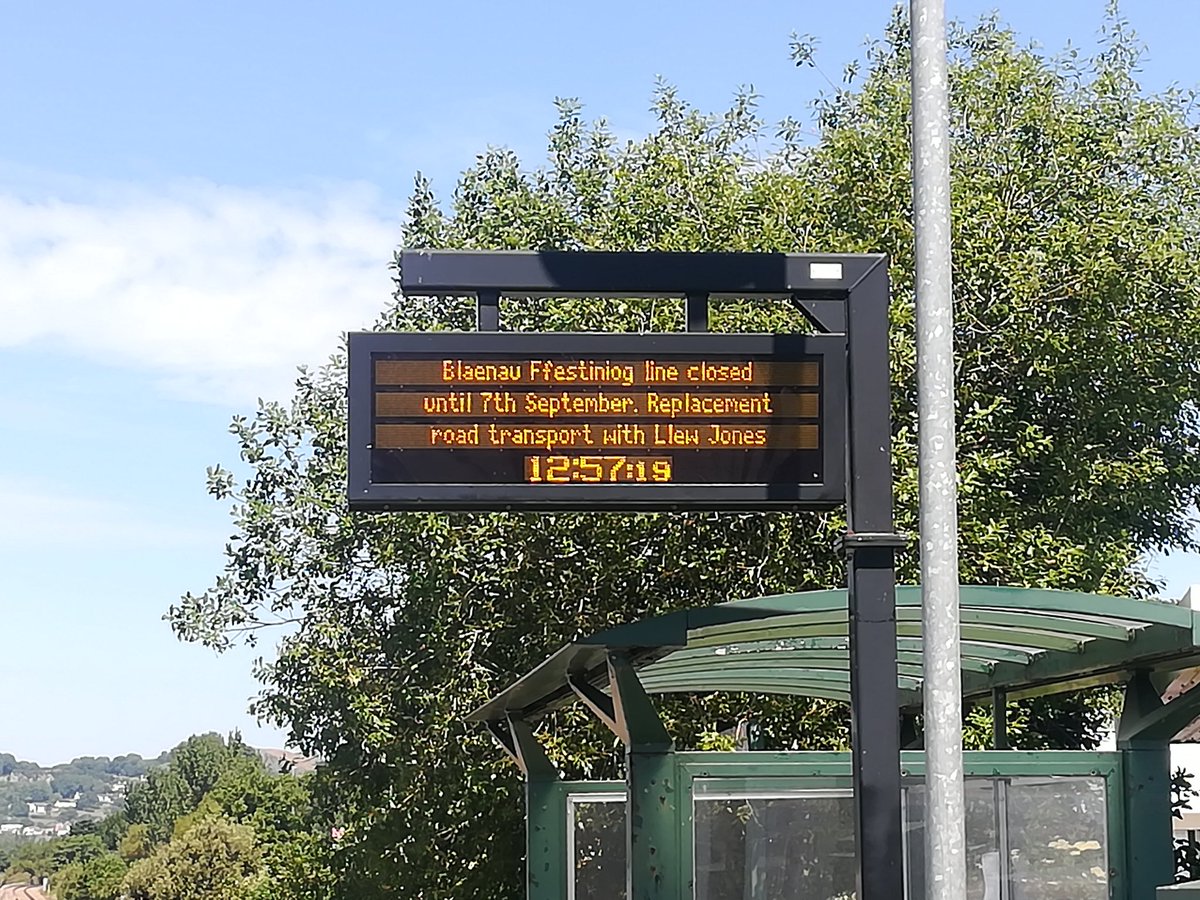 Blaenau Ffestiniog line closed
until 7th September. Replacement
road transport with Llew Jones
12:57:19